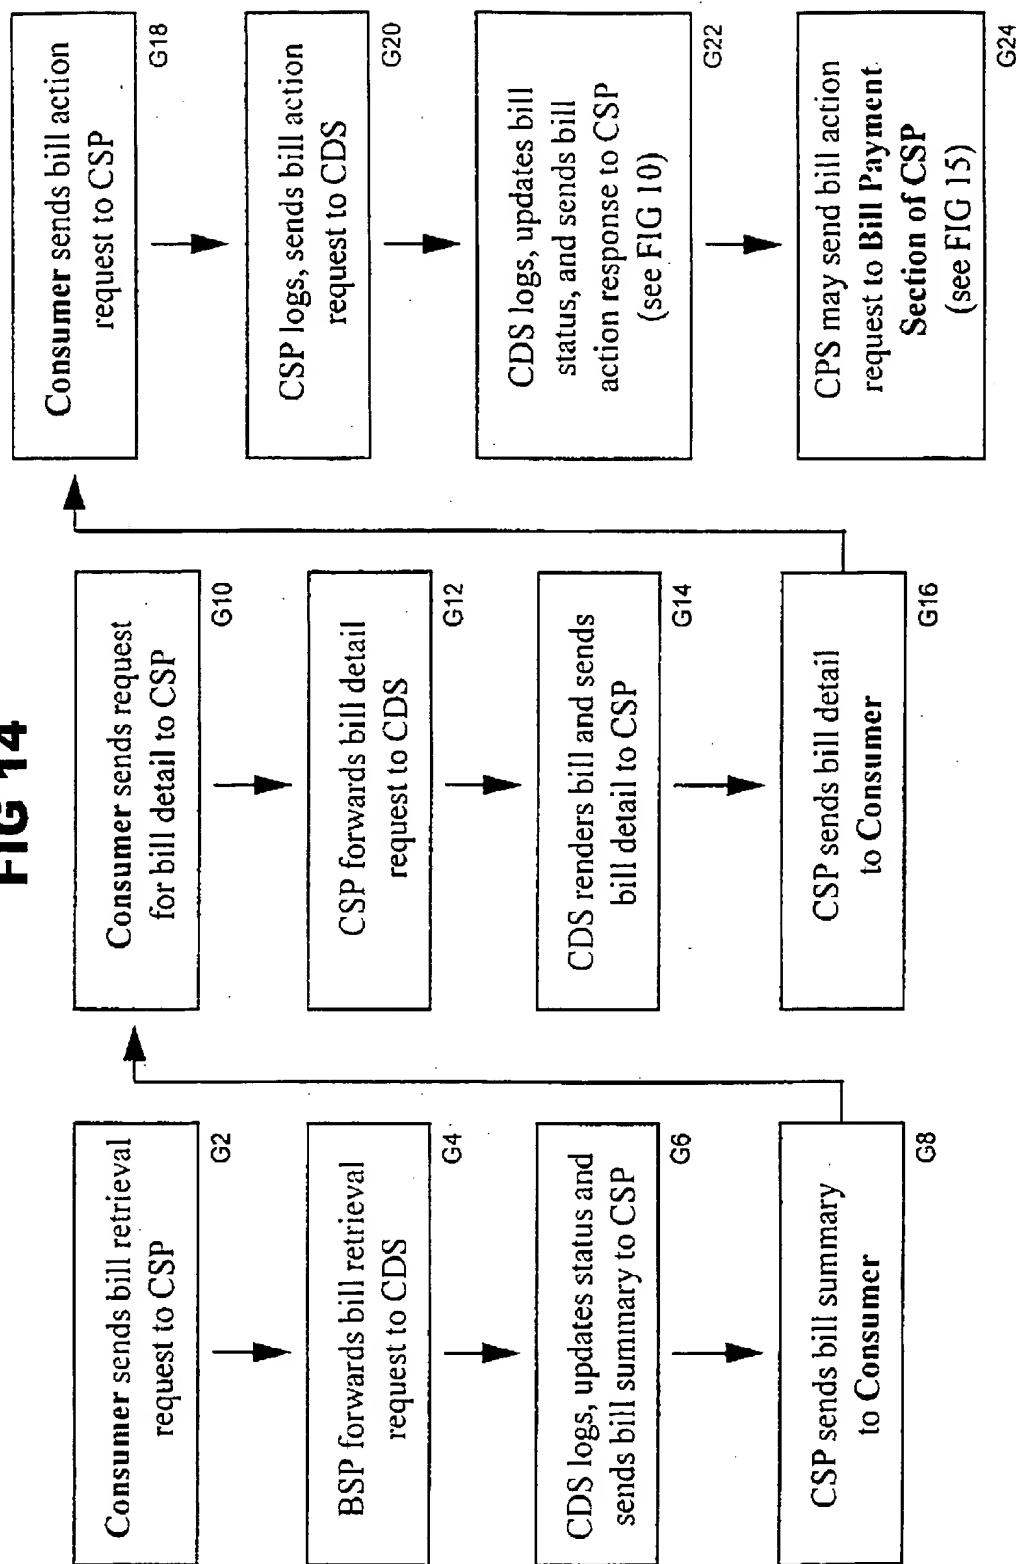 FIG 14
Consumer sends bill retrieval
request to CSP
G2
BSP forwards bill retrieval
request to CDS
G4
CDS logs, updates status and
sends bill summary to CSP
G6
CSP sends bill summary
to Consumer
G8
Consumer sends request
for bill detail to CSP
G10
CSP forwards bill detail
request to CDS
G12
CDS renders bill and sends
bill detail to CSP
G14
CSP sends bill detail
to Consumer
G16
Consumer sends bill action
request to CSP
G18
CSP logs, sends bill action
request to CDS
G20
CDS logs, updates bill
status, and sends bill
action response to CSP
(see FIG 10)
G22
CPS may send bill action
request to Bill Payment
Section of CSP
(see FIG 15)
G24